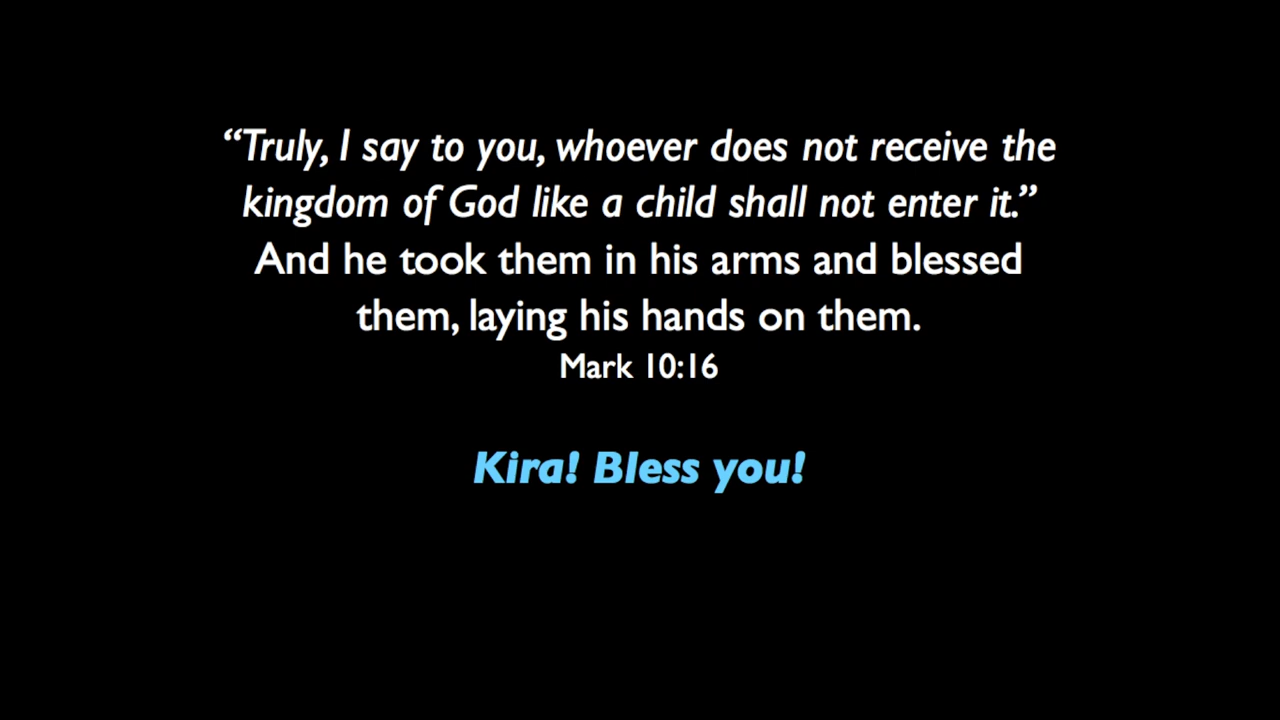 “Truly, I say to you, whoever does not receive the
kingdom of God like a child shall not enter it.”
And he took them in his arms and blessed
them, laying his hands on them.
Mark 10:16
Kira! Bless you!